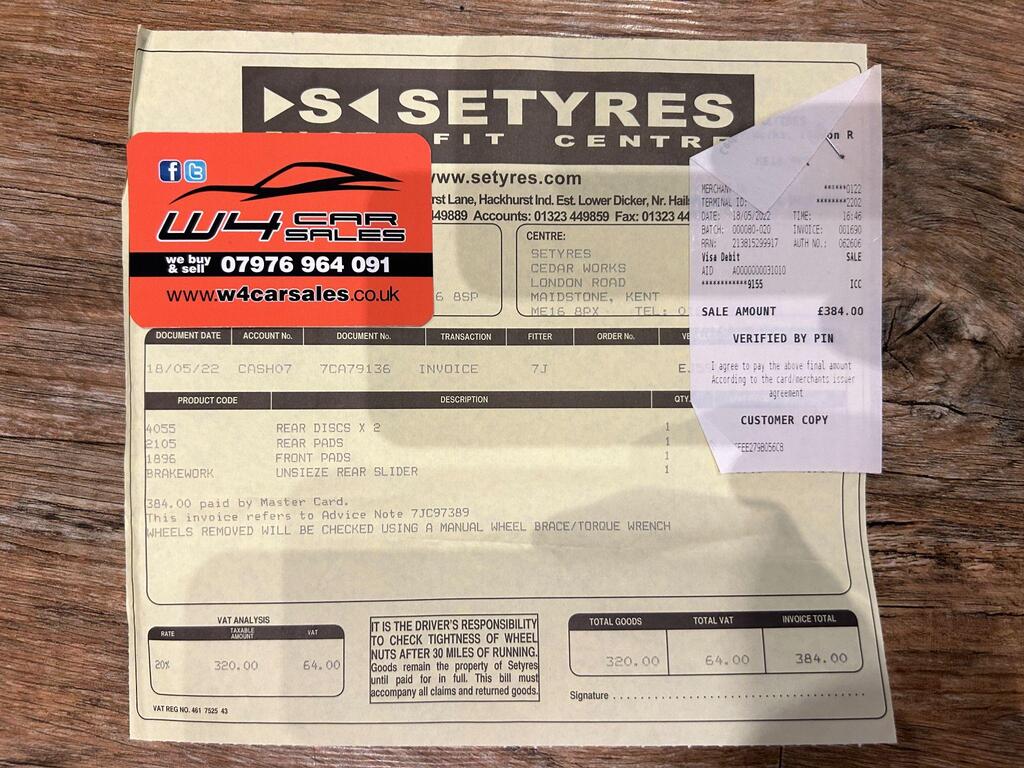 S SETYRES
FIT CENTRE
www.setyres.com
rst Lane, Hackhurst Ind. Est. Lower Dicker, Nr. Hails
449889 Accounts: 01323 449859 Fax: 01323 44
W4 CAR
SALES
we buy
& sell 07976 964 091
www.w4carsales.co.uk
6 8SP
CENTRE:
SETYRES
CEDAR WORKS
LONDON ROAD
MAIDSTONE, KENT
ME16 8PX TEL:
on R
MERCHAN ******0122
TERMINAL ID: ********2202
DATE: 18/05/2022 TIME: 16:46
BATCH: 000080-020 INVOICE: 001690
RRN: 213815299917 AUTH NO.: 062606
Visa Debit SALE
AID A0000000031010
************9155 ICC
SALE AMOUNT £384.00
VERIFIED BY PIN
I agree to pay the above final amount
According to the card/merchants issuer
agreement
CUSTOMER COPY
DOCUMENT DATE ACCOUNT No. DOCUMENT No. TRANSACTION FITTER ORDER No. VE
18/05/22 CASH07 7CA79136 INVOICE 7J
PRODUCT CODE DESCRIPTION QTY.
4055 REAR DISCS X 2 1
2105 REAR PADS 1
1896 FRONT PADS 1
BRAKEWORK UNSIEZE REAR SLIDER 1
384.00 paid by Master Card.
This invoice refers to Advice Note 7JC97389
WHEELS REMOVED WILL BE CHECKED USING A MANUAL WHEEL BRACE/TORQUE WRENCH
VAT ANALYSIS
RATE TAXABLE AMOUNT VAT
20% 320.00 64.00
VAT REG NO. 461 7525 43
IT IS THE DRIVER'S RESPONSIBILITY
TO CHECK TIGHTNESS OF WHEEL
NUTS AFTER 30 MILES OF RUNNING.
Goods remain the property of Setyres
until paid for in full. This bill must
accompany all claims and returned goods.
TOTAL GOODS TOTAL VAT INVOICE TOTAL
320.00 64.00 384.00
Signature